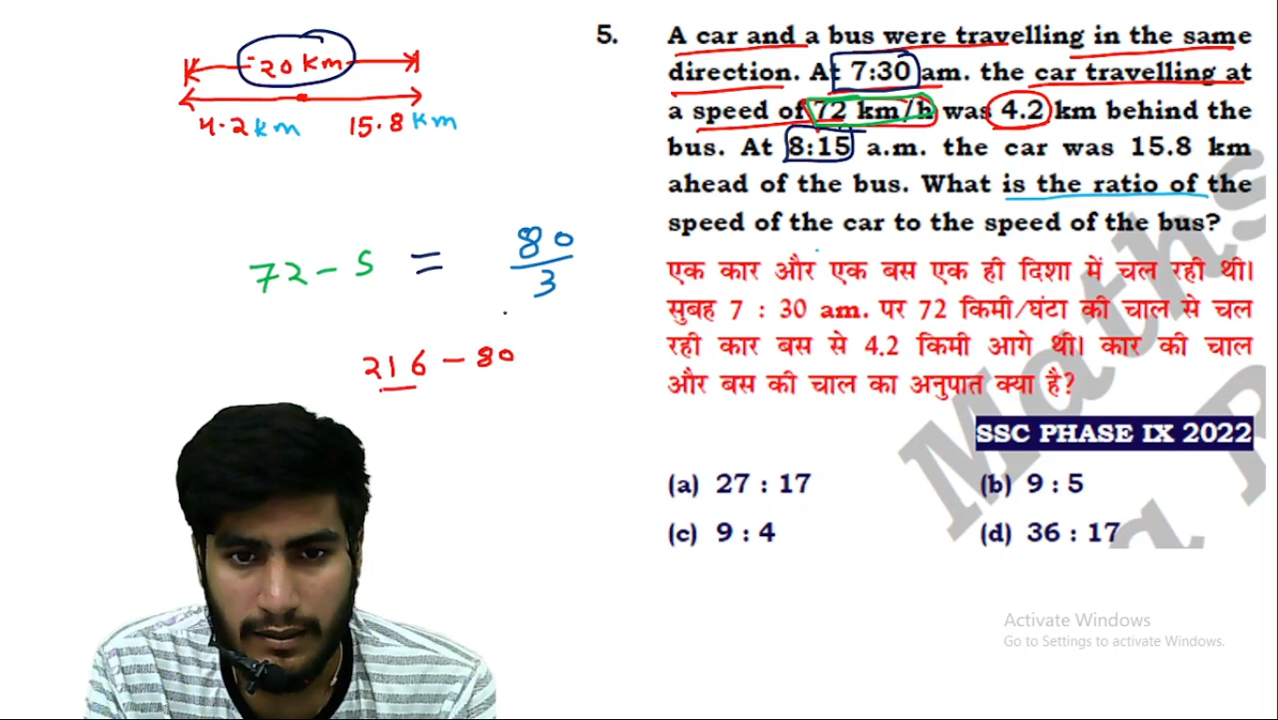 -20 Km
4.2km 15.8 Km
72 - S = 80/3
216 - 80
5. A car and a bus were travelling in the same
direction. At 7:30 am. the car travelling at
a speed of 72 km/h was 4.2 km behind the
bus. At 8:15 a.m. the car was 15.8 km
ahead of the bus. What is the ratio of the
speed of the car to the speed of the bus?
एक कार और एक बस एक ही दिशा में चल रही थी।
सुबह 7 : 30 am. पर 72 किमी/घंटा की चाल से चल
रही कार बस से 4.2 किमी आगे थी। कार की चाल
और बस की चाल का अनुपात क्या है?
SSC PHASE IX 2022
(a) 27 : 17 (b) 9 : 5
(c) 9 : 4 (d) 36 : 17
Maths
Activate Windows
Go to Settings to activate Windows.